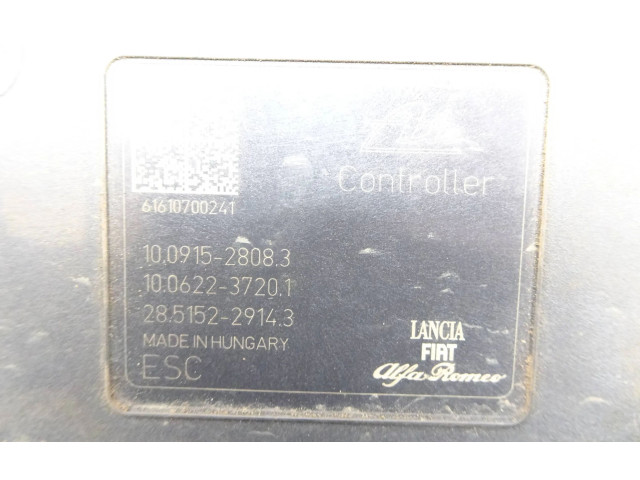 Controller
61610700241
10.0915-2808.3
10.0622-3720.1
28.5152-2914.3
MADE IN HUNGARY
ESC
LANCIA
FIAT
Alfa Romeo